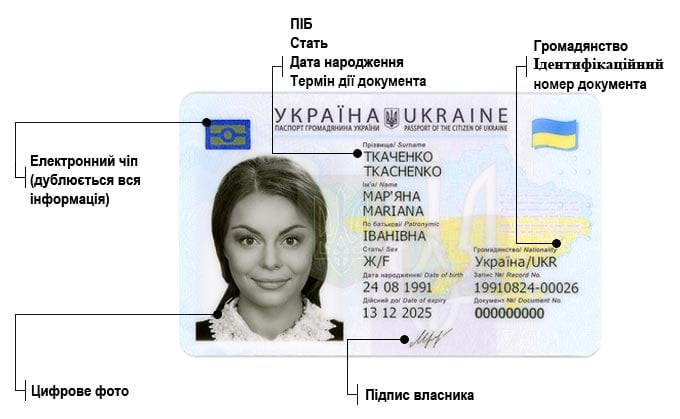 ПІБ
Стать
Дата народження
Термін дії документа
Громадянство
Ідентифікаційний
номер документа
УКРАЇНА UKRAINE
ПАСПОРТ ГРОМАДЯНИНА УКРАЇНИ PASSPORT OF THE CITIZEN OF UKRAINE
Електронний чіп
(дублюється вся
інформація)
Прізвище/ Surname
ТКАЧЕНКО
TKACHENKO
Ім'я/ Name
МАР'ЯНА
MARIANA
По батькові/ Patronymic
ІВАНІВНА
Стать/ Sex
Громадянство/ Nationality
Ж/F
Україна/UKR
Дата народження/ Date of birth
Запис №/ Record No.
24 08 1991
19910824-00026
Дійсний до/ Date of expiry
Документ №/ Document No.
13 12 2025
000000000
Цифрове фото
Підпис власника